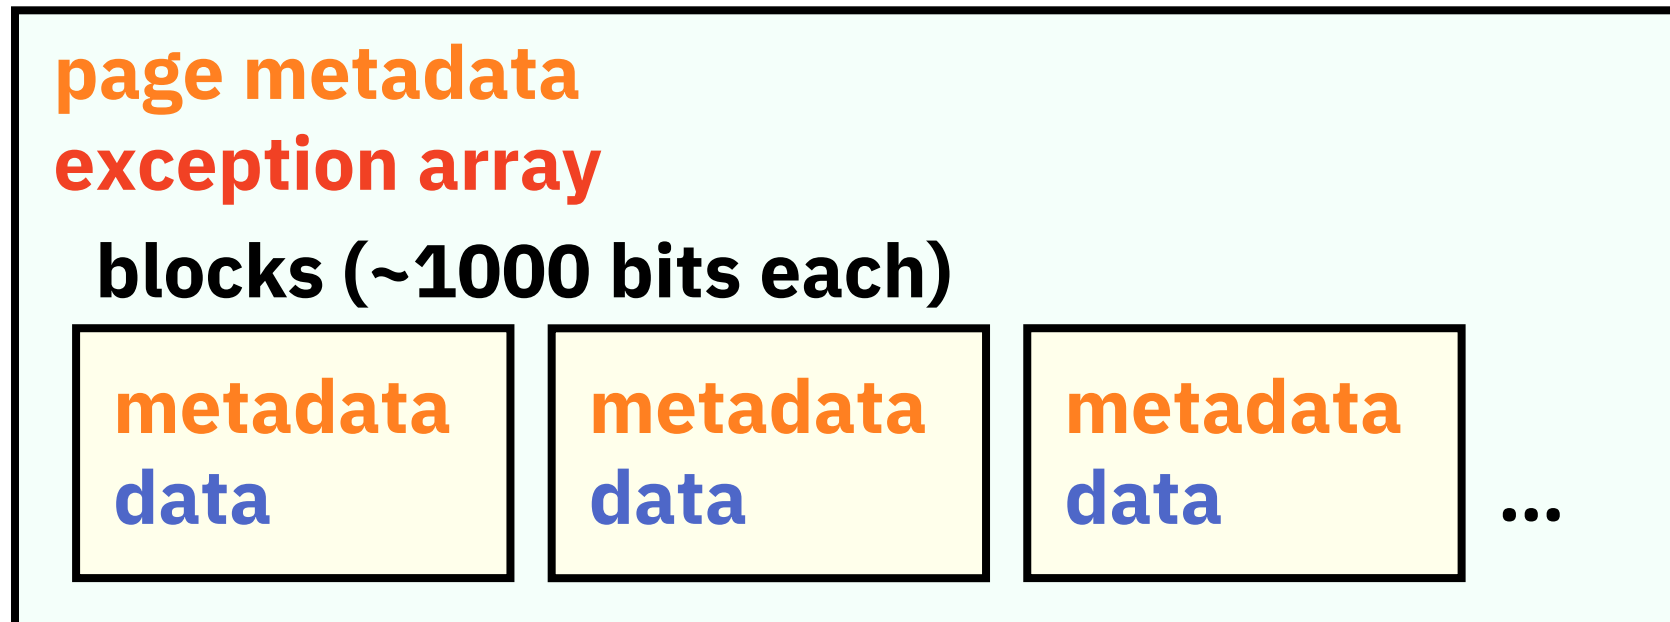 page metadata
exception array
blocks (~1000 bits each)
metadata metadata metadata
data data data ...